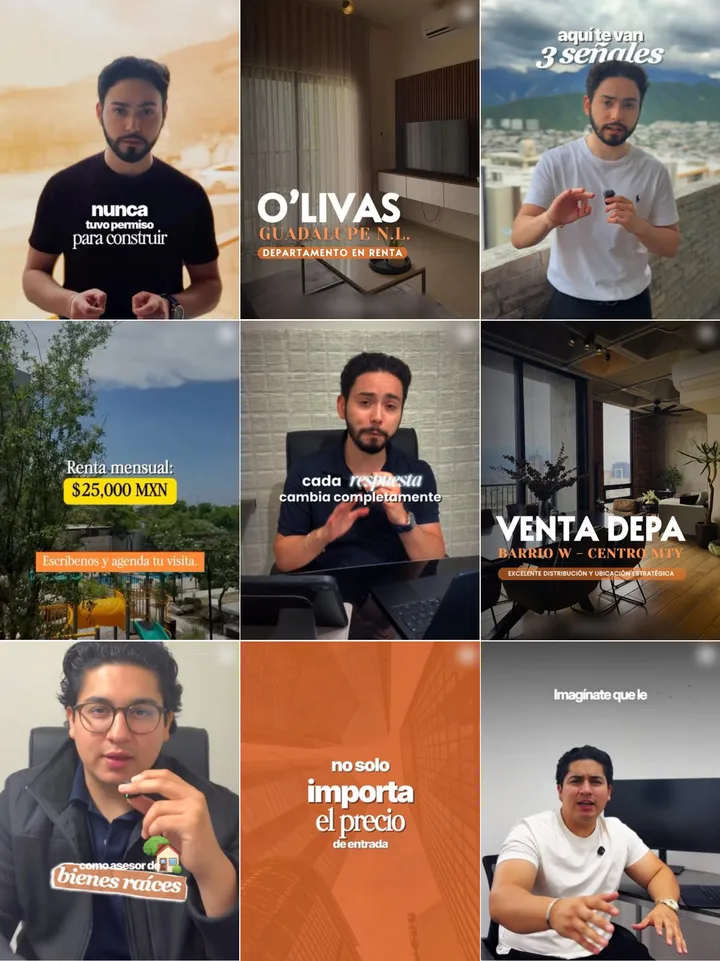 nunca
tuvo permiso
para construir
O'LIVAS
GUADALUPE N.L.
DEPARTAMENTO EN RENTA
aquí te van
3 señales
Renta mensual:
$25,000 MXN
Escríbenos y agenda tu visita.
cada respuesta
cambia completamente
VENTA DEPA
BARRIO W - CENTRO MTY
EXCELENTE DISTRIBUCIÓN Y UBICACIÓN ESTRATÉGICA
como asesor de
bienes raíces
no solo
importa
el precio
de entrada
Imagínate que le